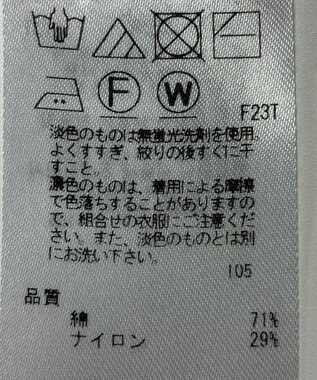 F W
F23T
淡色のものは無蛍光洗剤を使用。
よくすすぎ、絞りの後すぐに干
すこと。
濃色のものは、着用による摩擦
で色落ちすることがありますの
で、組合せの衣服にご注意くださ
い。また、淡色のものとは別
にお洗い下さい。
105
品質
綿 71%
ナイロン 29%